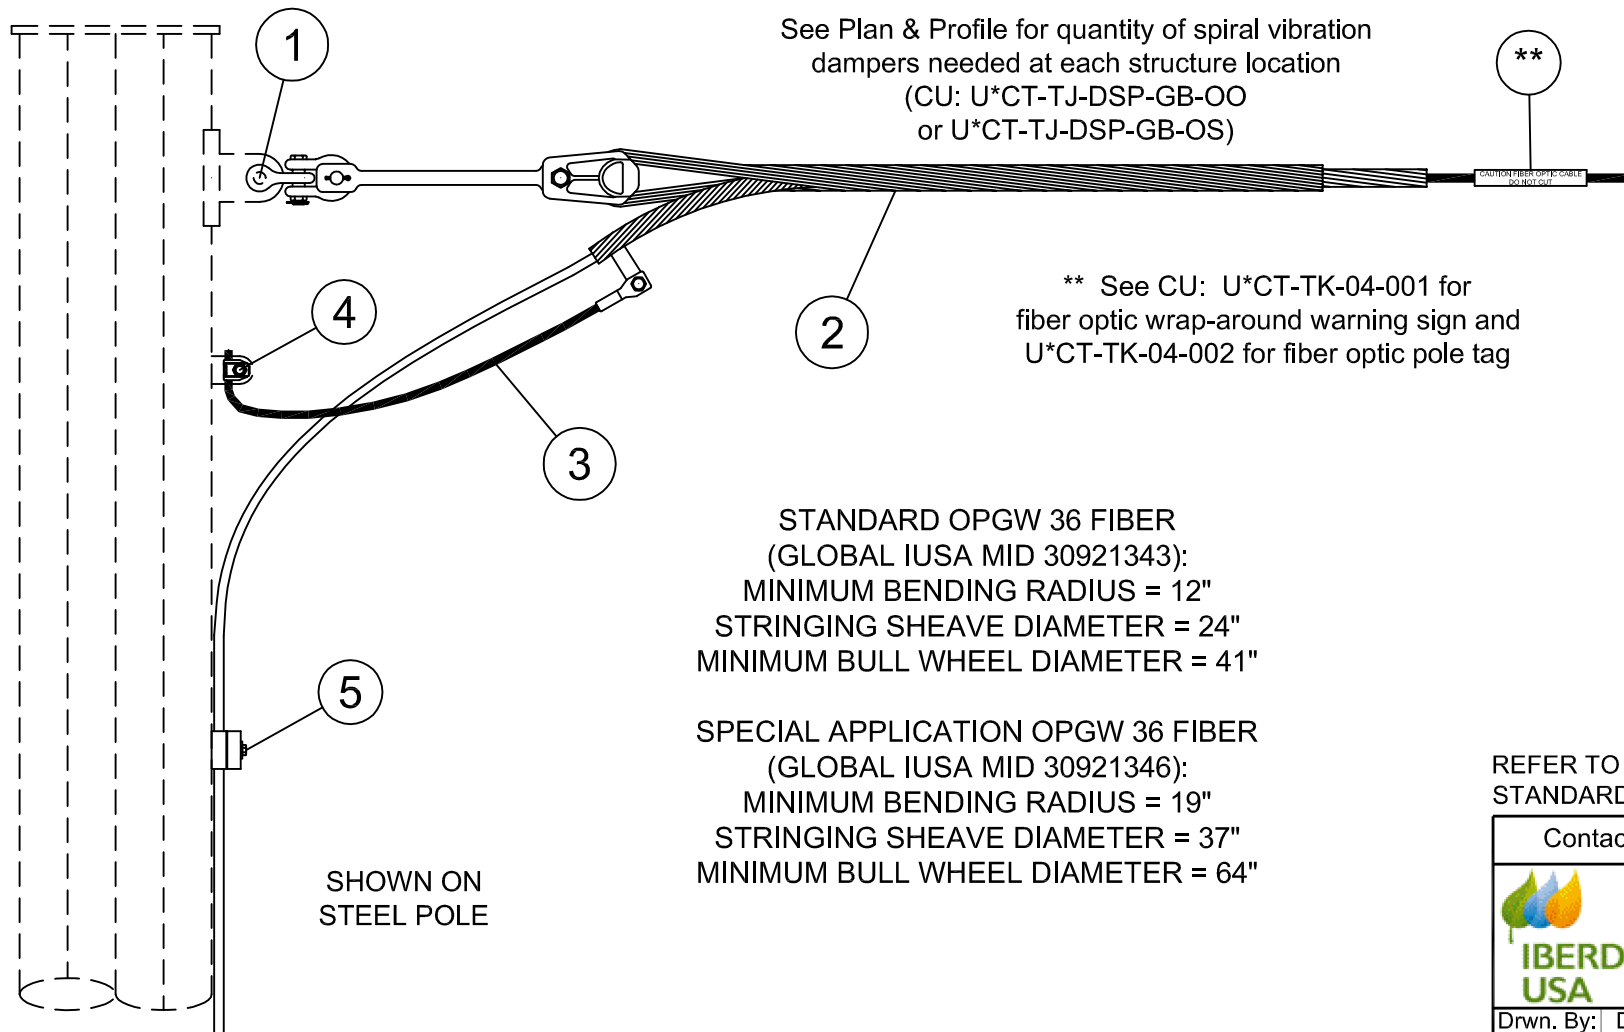 1
See Plan & Profile for quantity of spiral vibration
dampers needed at each structure location
(CU: U*CT-TJ-DSP-GB-OO
or U*CT-TJ-DSP-GB-OS)
**
CAUTION FIBER OPTIC CABLE
DO NOT CUT
4
2
** See CU: U*CT-TK-04-001 for
fiber optic wrap-around warning sign and
U*CT-TK-04-002 for fiber optic pole tag
3
STANDARD OPGW 36 FIBER
(GLOBAL IUSA MID 30921343):
MINIMUM BENDING RADIUS = 12"
STRINGING SHEAVE DIAMETER = 24"
MINIMUM BULL WHEEL DIAMETER = 41"
5
SPECIAL APPLICATION OPGW 36 FIBER
(GLOBAL IUSA MID 30921346):
MINIMUM BENDING RADIUS = 19"
STRINGING SHEAVE DIAMETER = 37"
MINIMUM BULL WHEEL DIAMETER = 64"
SHOWN ON
STEEL POLE
REFER TO
STANDARD
Contac
IBERD
USA
Drwn. By: